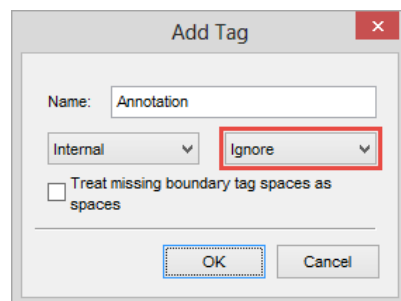 Add Tag
Name: Annotation
Internal Ignore
Treat missing boundary tag spaces as
spaces
OK Cancel